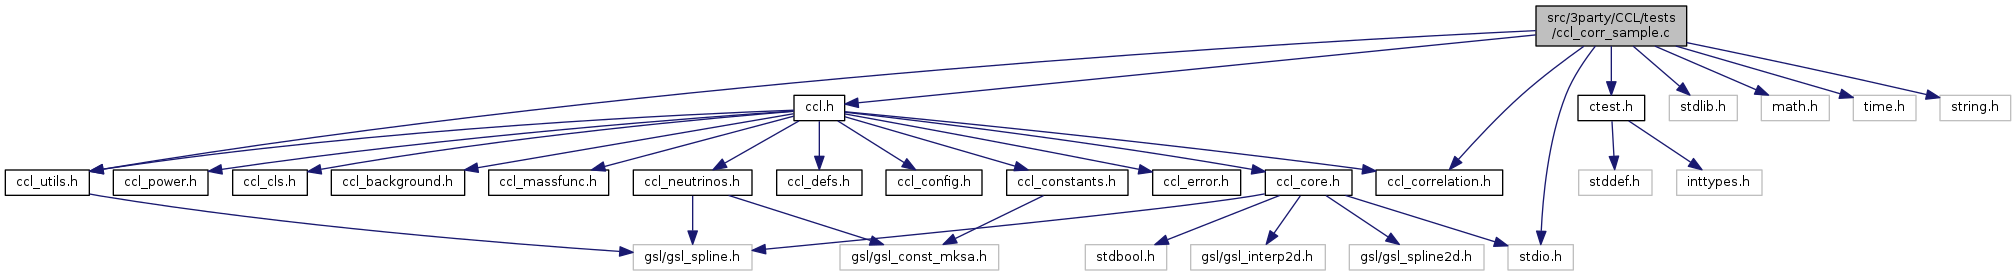 src/3party/CCL/tests
/ccl_corr_sample.c
ccl.h
ctest.h
stdlib.h
math.h
time.h
string.h
ccl_utils.h
ccl_power.h
ccl_cls.h
ccl_background.h
ccl_massfunc.h
ccl_neutrinos.h
ccl_defs.h
ccl_config.h
ccl_constants.h
ccl_error.h
ccl_core.h
ccl_correlation.h
stddef.h
inttypes.h
gsl/gsl_spline.h
gsl/gsl_const_mksa.h
stdbool.h
gsl/gsl_interp2d.h
gsl/gsl_spline2d.h
stdio.h